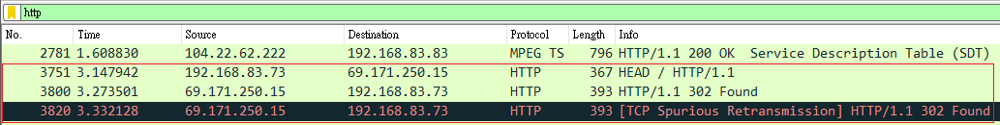 http
No. Time Source Destination Protocol Length Info
2781 1.608830 104.22.62.222 192.168.83.83 MPEG TS 796 HTTP/1.1 200 OK  Service Description Table (SDT)
3751 3.147942 192.168.83.73 69.171.250.15 HTTP 367 HEAD / HTTP/1.1
3800 3.273501 69.171.250.15 192.168.83.73 HTTP 393 HTTP/1.1 302 Found
3820 3.332128 69.171.250.15 192.168.83.73 HTTP 393 [TCP Spurious Retransmission] HTTP/1.1 302 Found